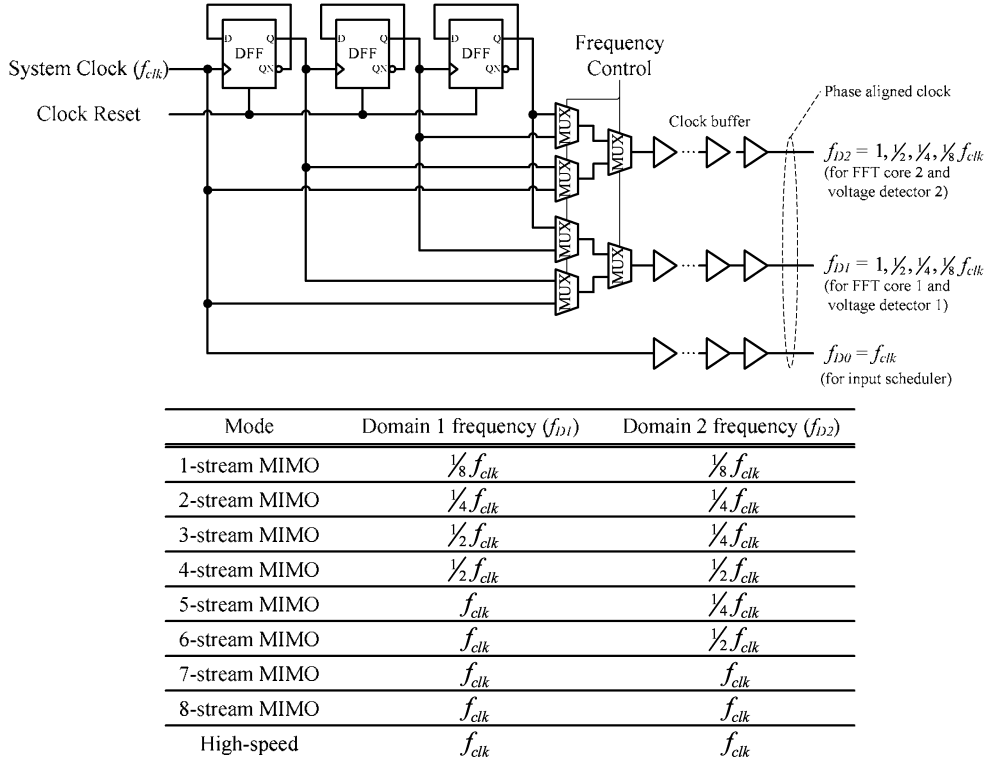 D Q DFF QN
D Q DFF QN
D Q DFF QN
System Clock (fclk)
Clock Reset
Frequency
Control
MUX
MUX
MUX
MUX
MUX
MUX
Clock buffer
Phase aligned clock
fD2 = 1, 1/2, 1/4, 1/8 fclk
(for FFT core 2 and
voltage detector 2)
fD1 = 1, 1/2, 1/4, 1/8 fclk
(for FFT core 1 and
voltage detector 1)
fD0 = fclk
(for input scheduler)
Mode Domain 1 frequency (fD1) Domain 2 frequency (fD2)
1-stream MIMO 1/8 fclk 1/8 fclk
2-stream MIMO 1/4 fclk 1/4 fclk
3-stream MIMO 1/2 fclk 1/4 fclk
4-stream MIMO 1/2 fclk 1/2 fclk
5-stream MIMO fclk 1/4 fclk
6-stream MIMO fclk 1/2 fclk
7-stream MIMO fclk fclk
8-stream MIMO fclk fclk
High-speed fclk fclk